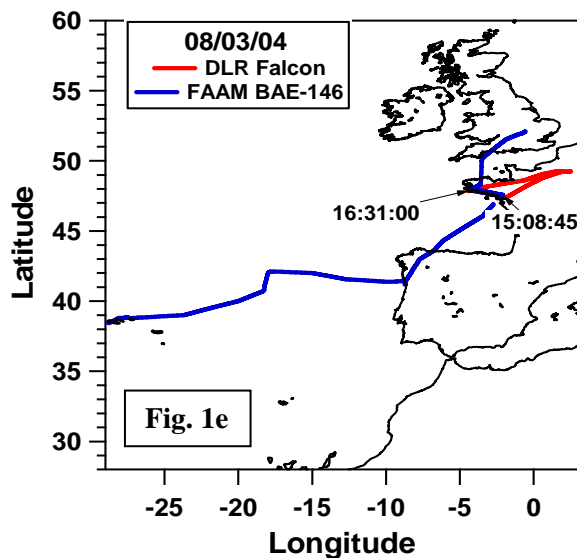 60
55
50
45
40
35
30
Latitude
08/03/04
DLR Falcon
FAAM BAE-146
16:31:00
15:08:45
Fig. 1e
-25 -20 -15 -10 -5 0
Longitude